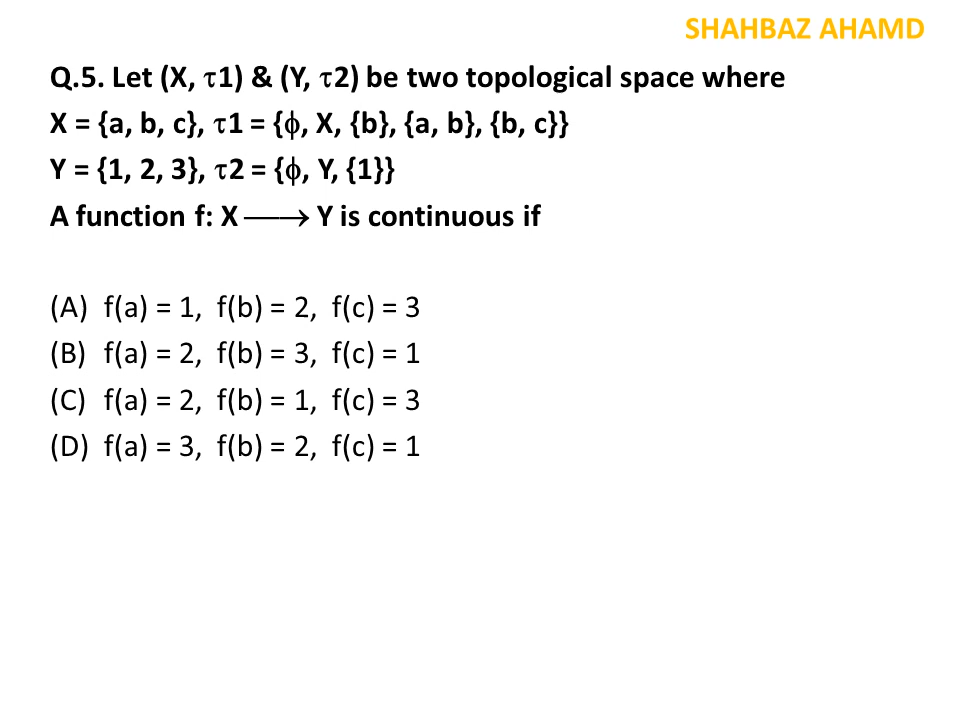 SHAHBAZ AHAMD
Q.5. Let (X, τ1) & (Y, τ2) be two topological space where
X = {a, b, c}, τ1 = {ϕ, X, {b}, {a, b}, {b, c}}
Y = {1, 2, 3}, τ2 = {ϕ, Y, {1}}
A function f: X ⟶ Y is continuous if
(A) f(a) = 1, f(b) = 2, f(c) = 3
(B) f(a) = 2, f(b) = 3, f(c) = 1
(C) f(a) = 2, f(b) = 1, f(c) = 3
(D) f(a) = 3, f(b) = 2, f(c) = 1